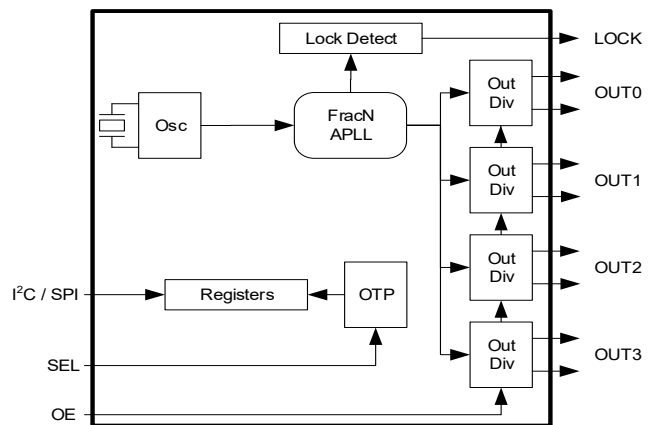 Lock Detect
LOCK
Osc
FracN
APLL
Out
Div
OUT0
Out
Div
OUT1
Out
Div
OUT2
I²C / SPI
Registers
OTP
Out
Div
OUT3
SEL
OE